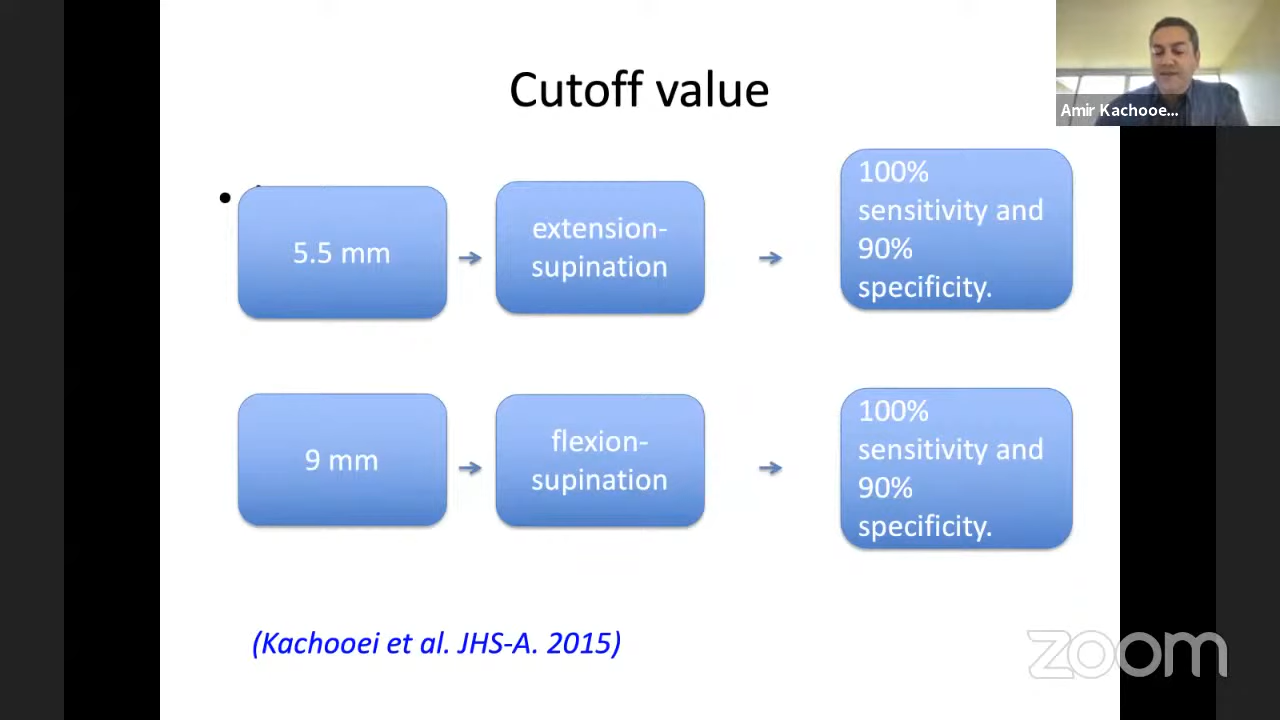 Cutoff value
Amir Kachooe...
•
5.5 mm
extension-
supination
100%
sensitivity and
90%
specificity.
9 mm
flexion-
supination
100%
sensitivity and
90%
specificity.
(Kachooei et al. JHS-A. 2015)
zoom